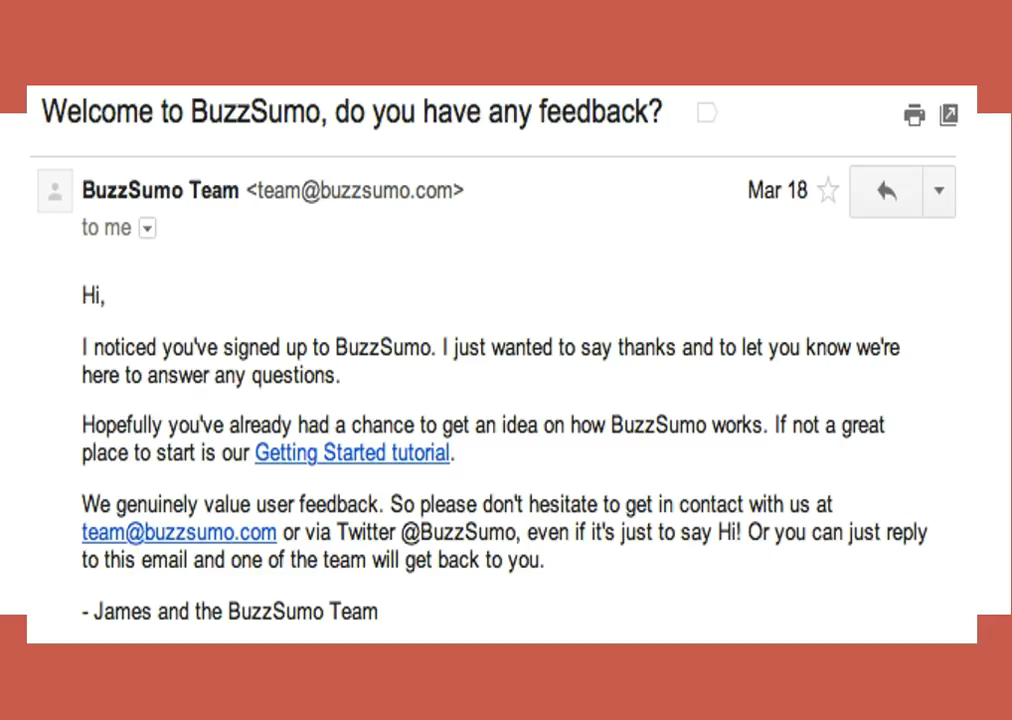 Welcome to BuzzSumo, do you have any feedback?
BuzzSumo Team <team@buzzsumo.com>
Mar 18
to me
Hi,
I noticed you've signed up to BuzzSumo. I just wanted to say thanks and to let you know we're
here to answer any questions.
Hopefully you've already had a chance to get an idea on how BuzzSumo works. If not a great
place to start is our Getting Started tutorial.
We genuinely value user feedback. So please don't hesitate to get in contact with us at
team@buzzsumo.com or via Twitter @BuzzSumo, even if it's just to say Hi! Or you can just reply
to this email and one of the team will get back to you.
- James and the BuzzSumo Team